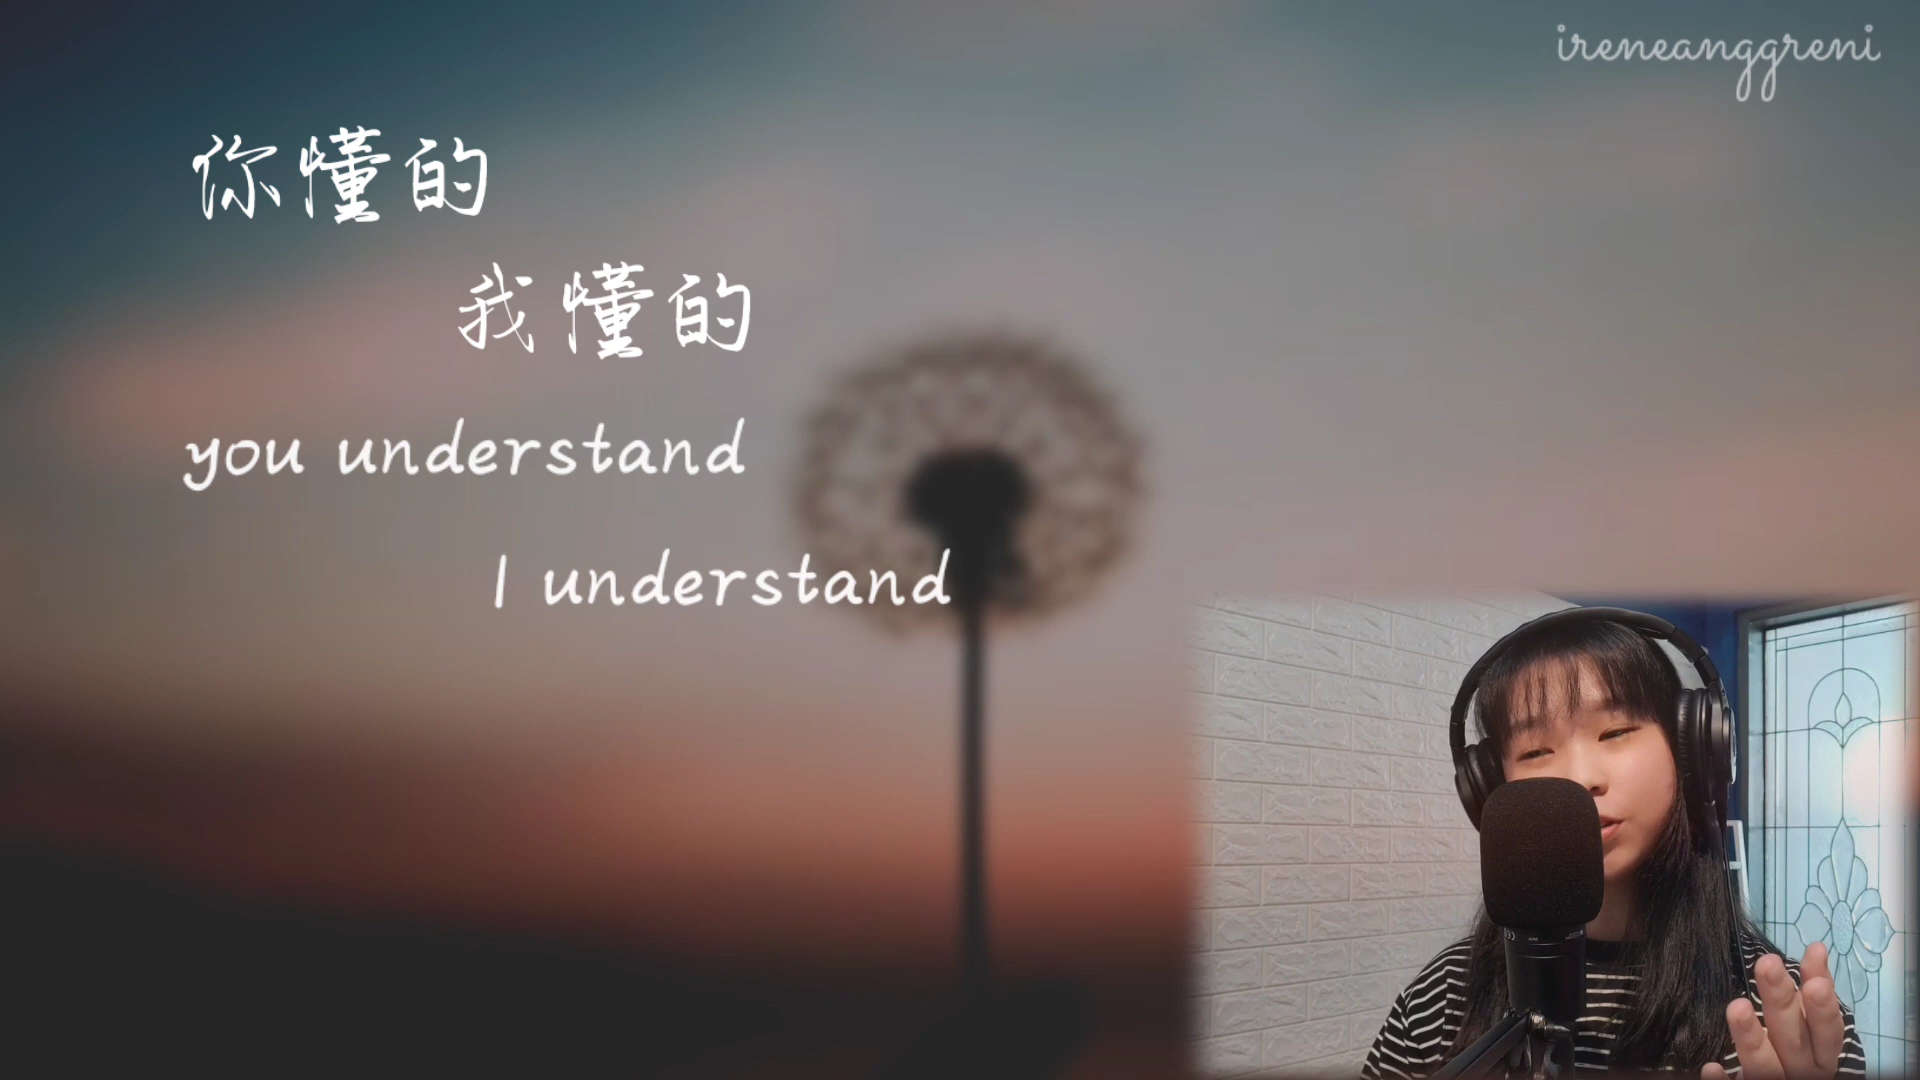 ireneanggreni
你懂的
我懂的
you understand
I understand